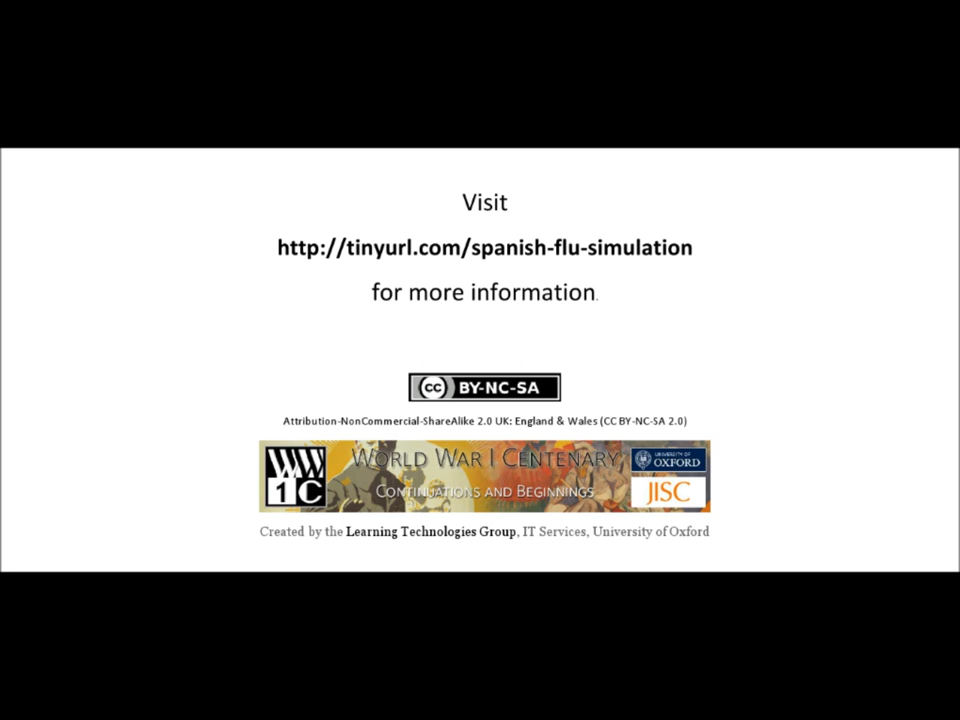 Visit
http://tinyurl.com/spanish-flu-simulation
for more information.
cc BY-NC-SA
Attribution-NonCommercial-ShareAlike 2.0 UK: England & Wales (CC BY-NC-SA 2.0)
WW1C
WORLD WAR I CENTENARY
CONTINUATIONS AND BEGINNINGS
UNIVERSITY OF OXFORD
JISC
Created by the Learning Technologies Group, IT Services, University of Oxford